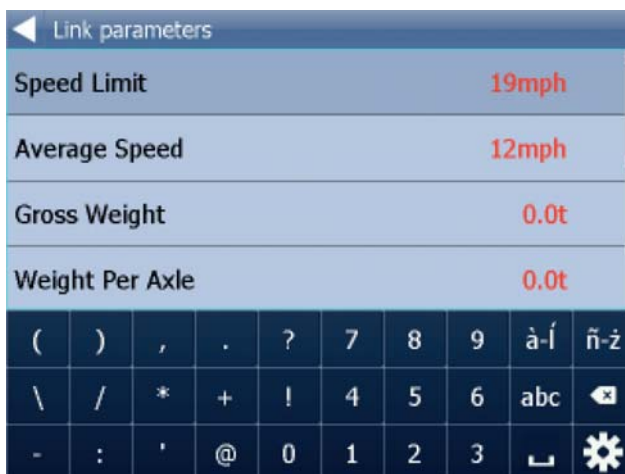 Link parameters
Speed Limit 19mph
Average Speed 12mph
Gross Weight 0.0t
Weight Per Axle 0.0t
( ) , . ? 7 8 9 à-Í ñ-ż
\ / * + ! 4 5 6 abc
- : ' @ 0 1 2 3